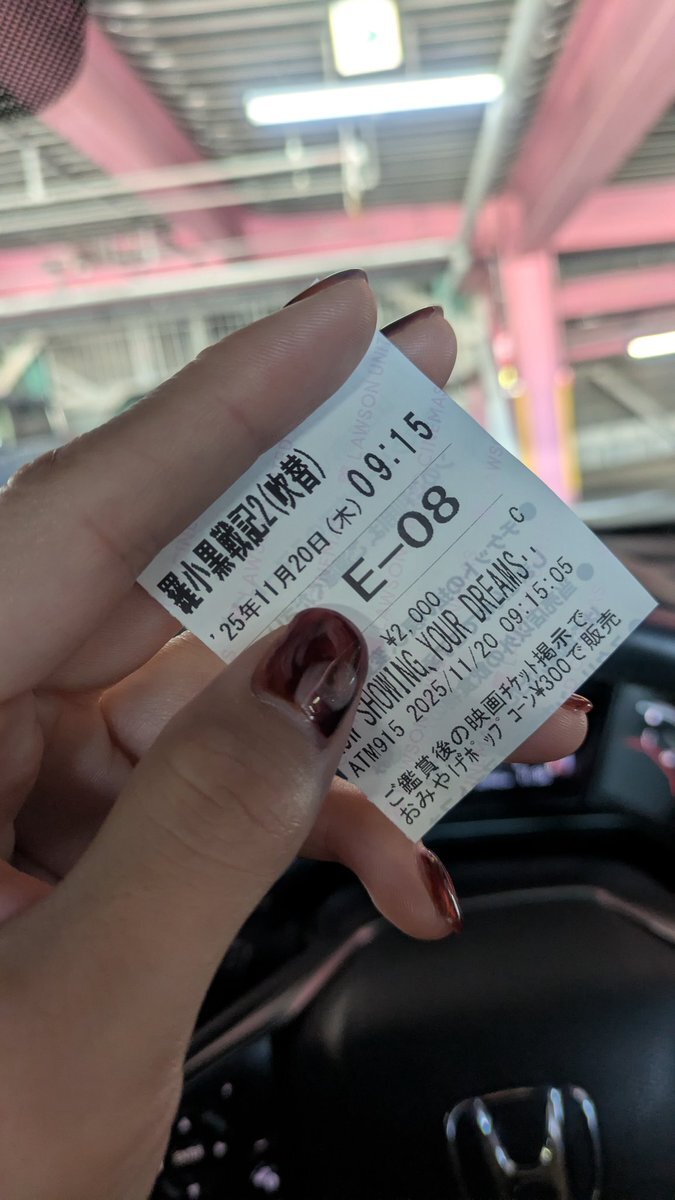 羅小黒戦記2(吹替)
'25年11月20日(木) 09:15
E-08
¥2,000 C
SHOWING, YOUR DREAMS.
ATM915 2025/11/20 09:15:05
ご鑑賞後の映画チケット掲示で
おみやげポップコーン¥300で販売
LAWSON UNI